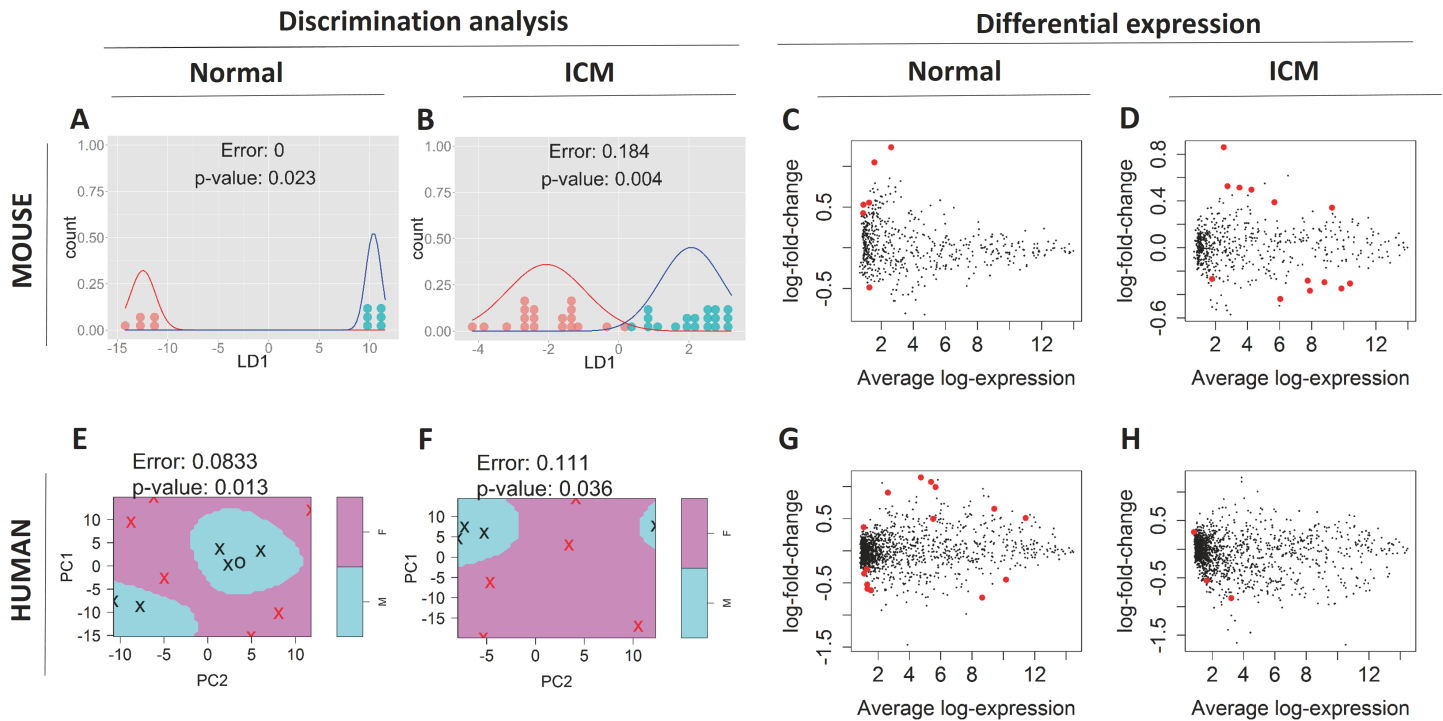 Discrimination analysis
Differential expression
Normal
ICM
Normal
ICM
MOUSE
A
Error: 0
p-value: 0.023
1.00
0.75
0.50
0.25
0.00
count
-15 -10 -5 0 5 10
LD1
B
Error: 0.184
p-value: 0.004
1.00
0.75
0.50
0.25
0.00
count
-4 -2 0 2
LD1
C
log-fold-change
0.5
-0.5
2 4 6 8 12
Average log-expression
D
log-fold-change
0.8
0.4
0.0
-0.6
2 4 6 8 12
Average log-expression
HUMAN
E
Error: 0.0833
p-value: 0.013
PC1
10
5
0
-5
-10
-15
X X X X X X O X X X X X
-10 -5 0 5 10
PC2
F
M
F
Error: 0.111
p-value: 0.036
PC1
10
5
0
-5
-10
-15
X X X X X X X X X
-5 0 5 10
PC2
F
M
G
log-fold-change
0.5
-0.5
-1.5
2 4 6 8 12
Average log-expression
H
log-fold-change
0.5
-0.5
-1.5
2 4 6 8 12
Average log-expression